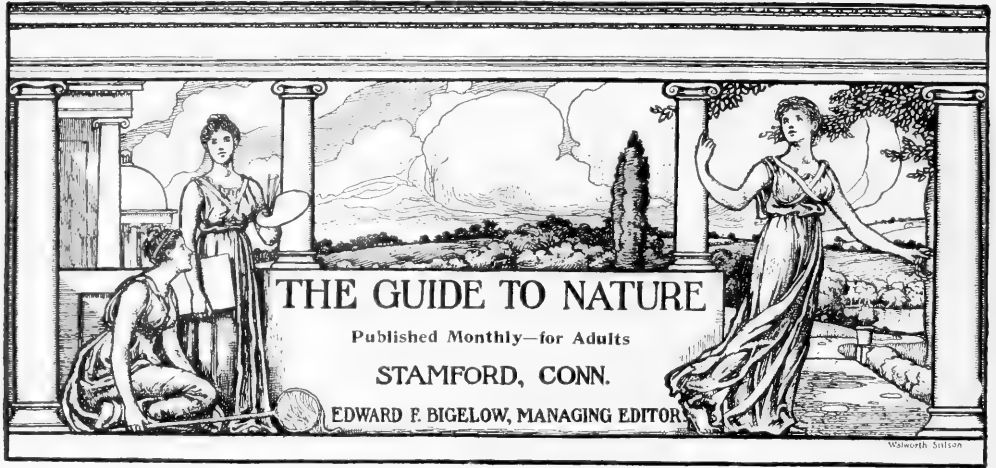 THE GUIDE TO NATURE
Published Monthly—for Adults
STAMFORD, CONN.
EDWARD F. BIGELOW, MANAGING EDITOR
Walworth Stilson